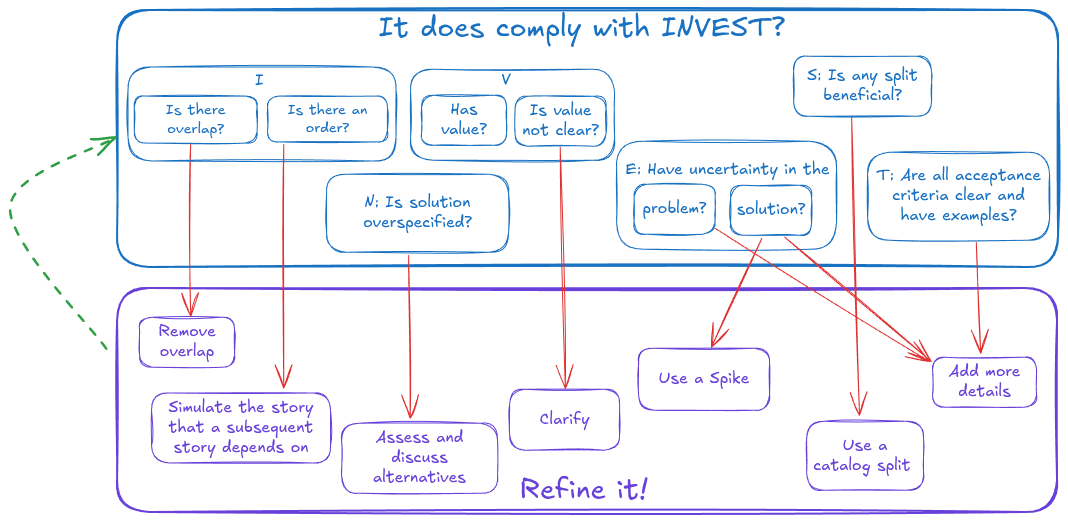 It does comply with INVEST?
I
Is there
overlap?
Is there an
order?
V
Has
value?
Is value
not clear?
S: Is any split
beneficial?
N: Is solution
overspecified?
E: Have uncertainty in the
problem?
solution?
T: Are all acceptance
criteria clear and
have examples?
Remove
overlap
Simulate the story
that a subsequent
story depends on
Assess and
discuss
alternatives
Clarify
Use a Spike
Use a
catalog split
Add more
details
Refine it!